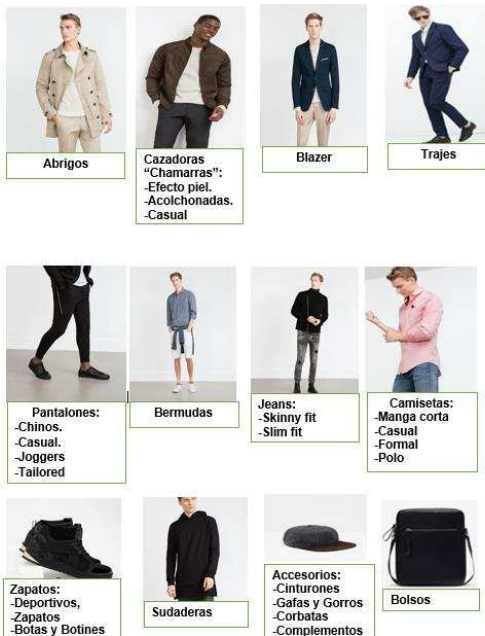 Abrigos
Cazadoras
“Chamarras”:
-Efecto piel.
-Acolchonadas.
-Casual
Blazer
Trajes
Pantalones:
-Chinos.
-Casual.
-Joggers
-Tailored
Bermudas
Jeans:
-Skinny fit
-Slim fit
Camisetas:
-Manga corta
-Casual
-Formal
-Polo
Zapatos:
-Deportivos,
-Zapatos
-Botas y Botines
Sudaderas
Accesorios:
-Cinturones
-Gafas y Gorros
-Corbatas
-Complementos
Bolsos